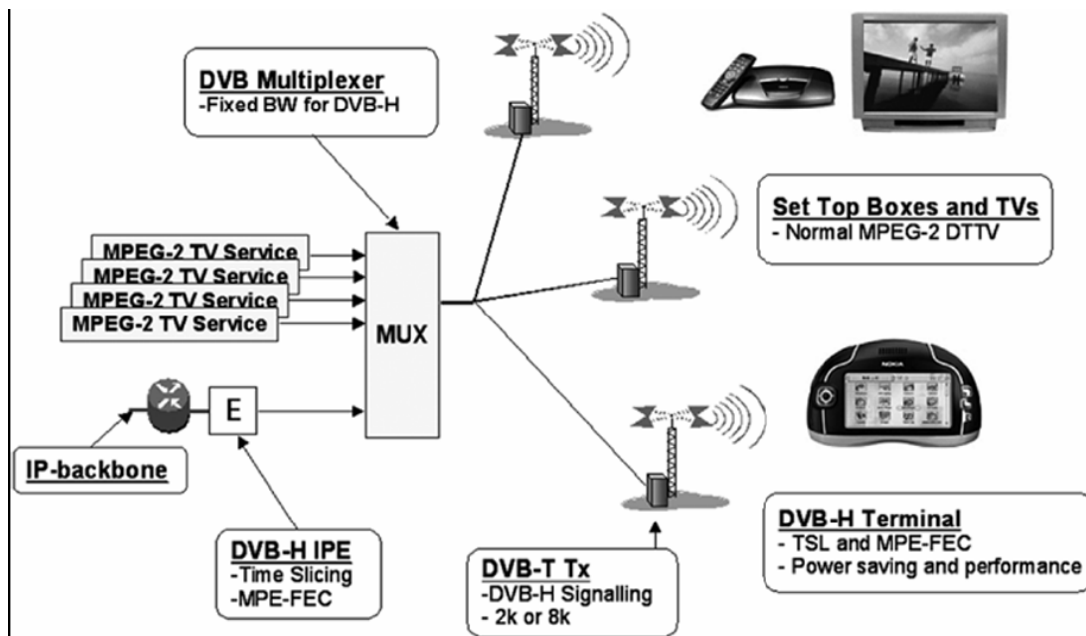 DVB Multiplexer
-Fixed BW for DVB-H
MPEG-2 TV Service
MPEG-2 TV Service
MPEG-2 TV Service
MPEG-2 TV Service
MUX
E
IP-backbone
DVB-H IPE
-Time Slicing
-MPE-FEC
DVB-T Tx
-DVB-H Signalling
- 2k or 8k
Set Top Boxes and TVs
- Normal MPEG-2 DTTV
NOKIA
DVB-H Terminal
- TSL and MPE-FEC
- Power saving and performance